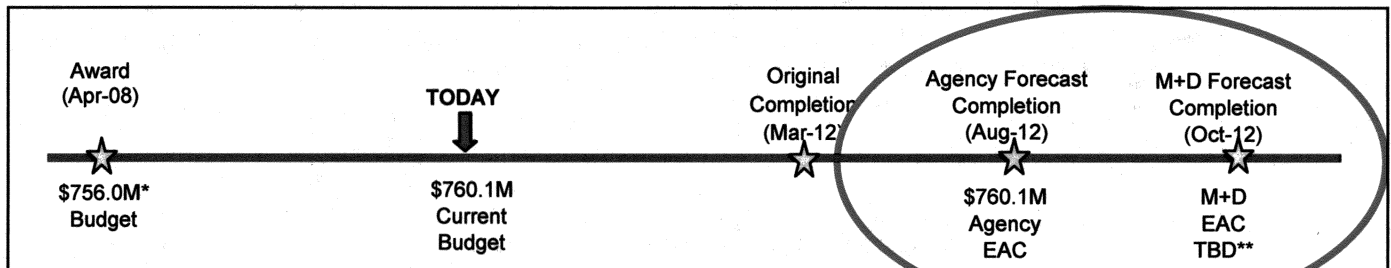 Award
(Apr-08)
TODAY
Original
Completion
(Mar-12)
Agency Forecast
Completion
(Aug-12)
M+D Forecast
Completion
(Oct-12)
$756.0M*
Budget
$760.1M
Current
Budget
$760.1M
Agency
EAC
M+D
EAC
TBD**